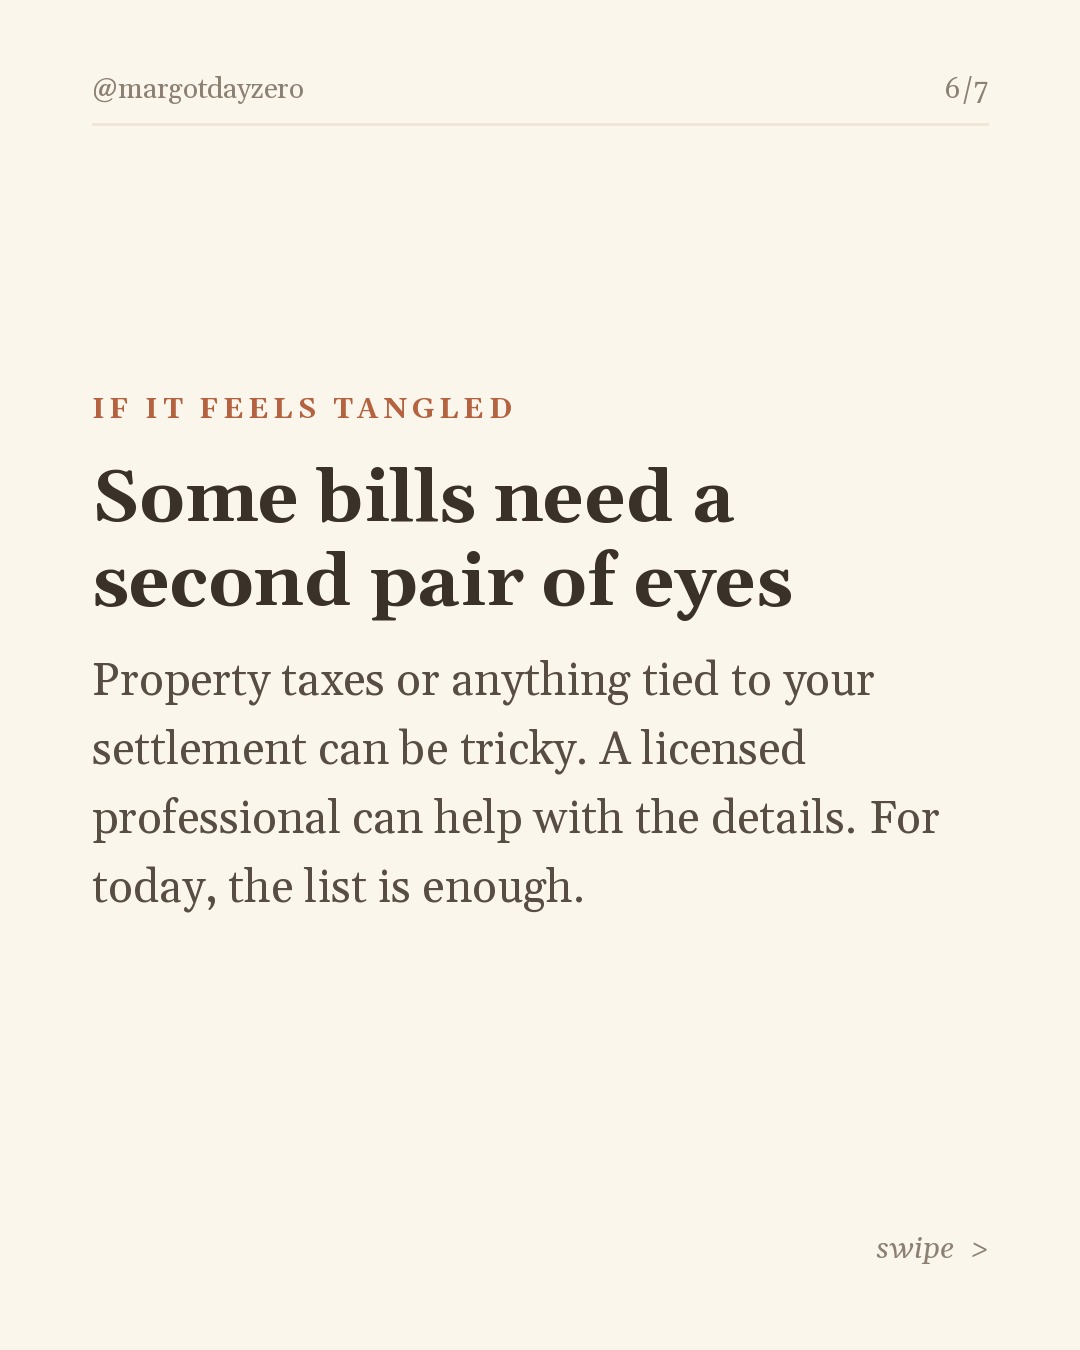 @margotdayzero
6/7
IF IT FEELS TANGLED
Some bills need a
second pair of eyes
Property taxes or anything tied to your
settlement can be tricky. A licensed
professional can help with the details. For
today, the list is enough.
swipe >